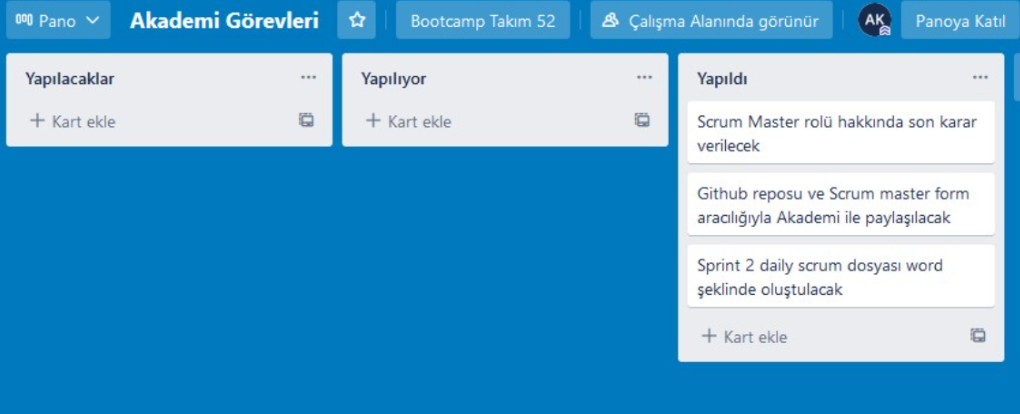 Pano
Akademi Görevleri
Bootcamp Takım 52
Çalışma Alanında görünür
AK
Panoya Katıl
Yapılacaklar
Kart ekle
Yapılıyor
Kart ekle
Yapıldı
Scrum Master rolü hakkında son karar
verilecek
Github reposu ve Scrum master form
aracılığıyla Akademi ile paylaşılacak
Sprint 2 daily scrum dosyası word
şeklinde oluştulacak
Kart ekle